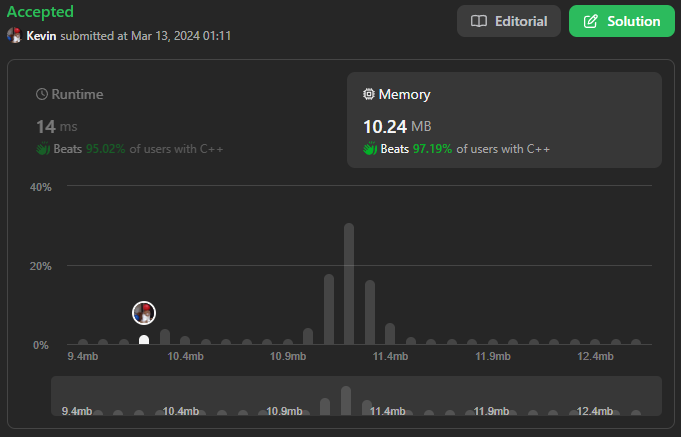 Accepted
Editorial
Solution
Kevin submitted at Mar 13, 2024 01:11
Runtime
14 ms
Beats 95.02% of users with C++
Memory
10.24 MB
Beats 97.19% of users with C++
40%
20%
0%
9.4mb 10.4mb 10.9mb 11.4mb 11.9mb 12.4mb
9.4mb 10.4mb 10.9mb 11.4mb 11.9mb 12.4mb